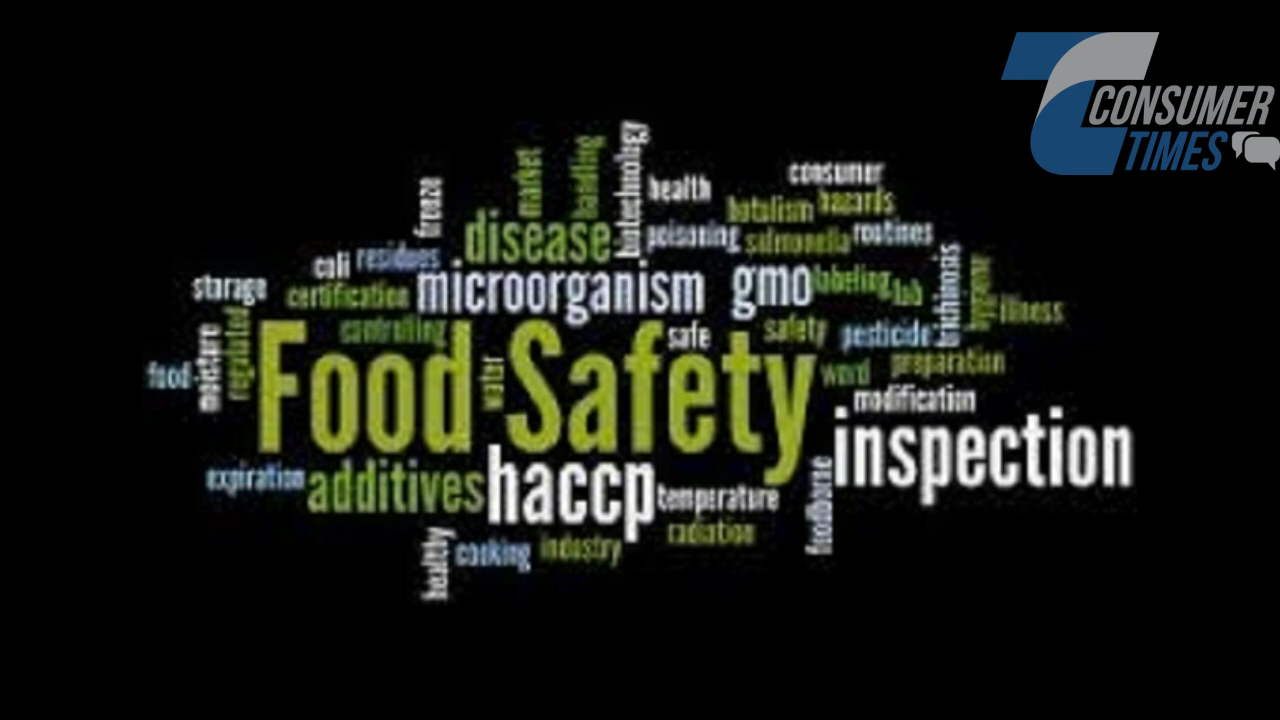 CONSUMER
TIMES
freeze
market
handling
biotechnology
health
consumer
botulism
hazards
disease
poisoning
salmonella
routines
coli
residues
storage
certification
microorganism
gmo
labeling
lab
trichinosis
illness
controlling
safe
safety
pesticide
food
moisture
regulated
Food Safety
water
word
preparation
modification
inspection
expiration
additives
haccp
temperature
foodborne
radiation
healthy
cooking
industry